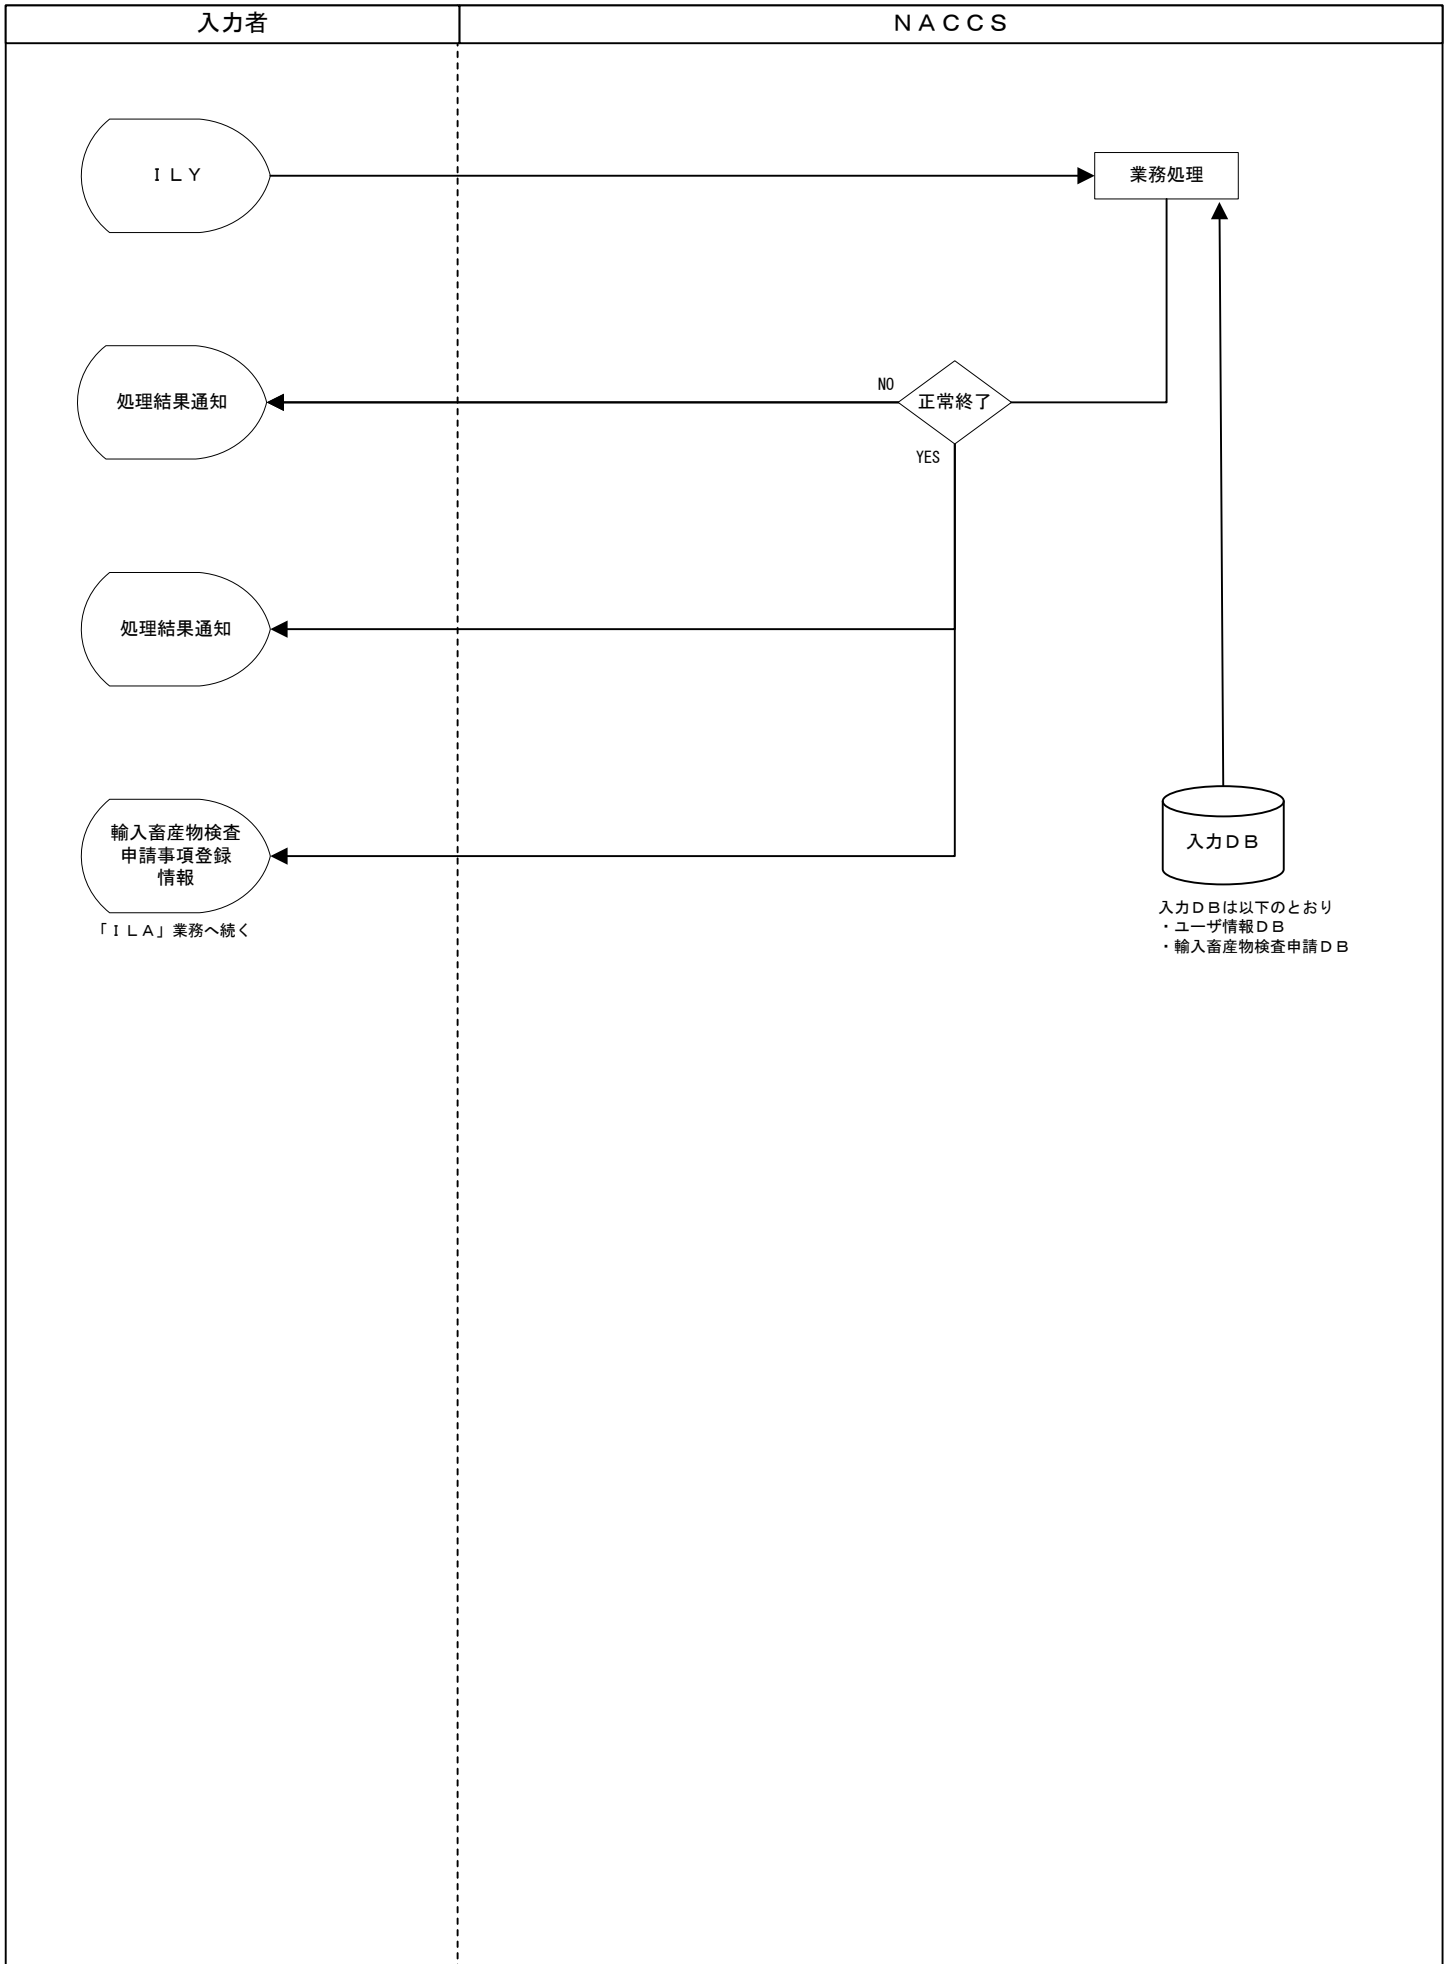 入力者
ＮＡＣＣＳ
ＩＬＹ
業務処理
処理結果通知
NO
正常終了
YES
処理結果通知
輸入畜産物検査
申請事項登録
情報
「ＩＬＡ」業務へ続く
入力ＤＢ
入力ＤＢは以下のとおり
・ユーザ情報ＤＢ
・輸入畜産物検査申請ＤＢ